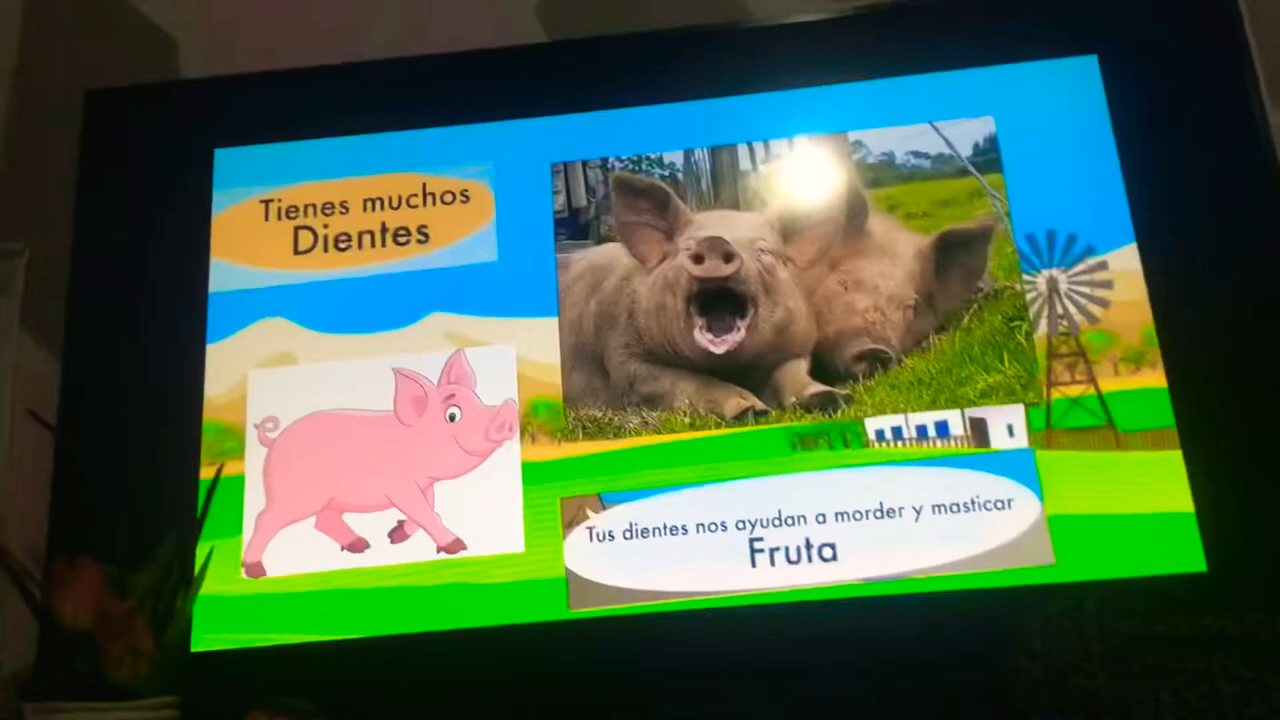 Tienes muchos
Dientes
Tus dientes nos ayudan a morder y masticar
Fruta